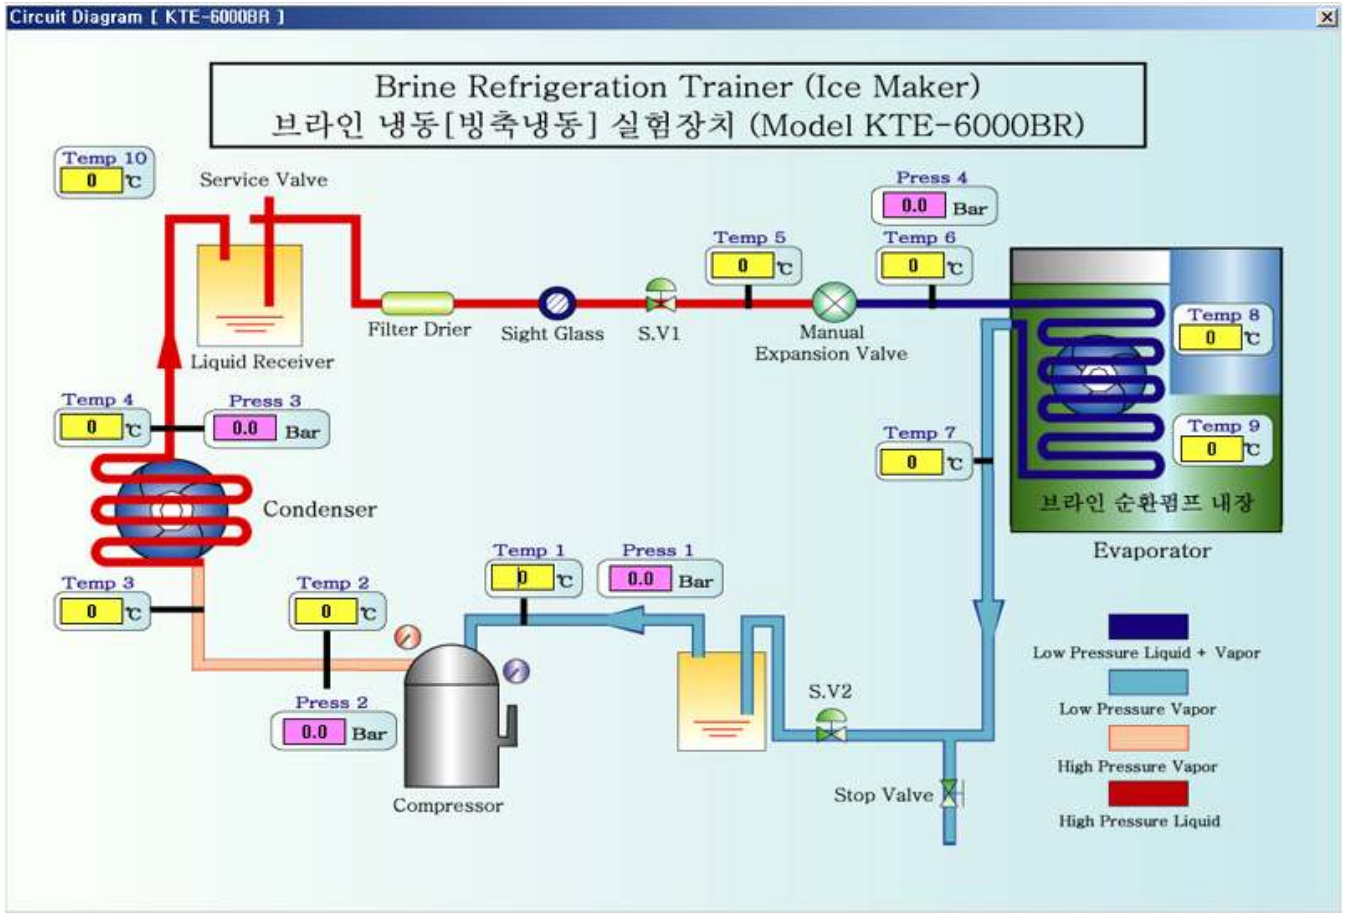 Circuit Diagram [ KTE-6000BR ]
Brine Refrigeration Trainer (Ice Maker)
브라인 냉동[빙축냉동] 실험장치 (Model KTE-6000BR)
Temp 10
0 ℃
Service Valve
Press 4
0.0 Bar
Temp 5
0 ℃
Temp 6
0 ℃
Filter Drier
Sight Glass
S.V1
Manual
Expansion Valve
Temp 8
0 ℃
Liquid Receiver
Temp 4
0 ℃
Press 3
0.0 Bar
Temp 7
0 ℃
Temp 9
0 ℃
Condenser
브라인 순환펌프 내장
Evaporator
Temp 3
0 ℃
Temp 2
0 ℃
Temp 1
0 ℃
Press 1
0.0 Bar
Press 2
0.0 Bar
Compressor
S.V2
Stop Valve
Low Pressure Liquid + Vapor
Low Pressure Vapor
High Pressure Vapor
High Pressure Liquid